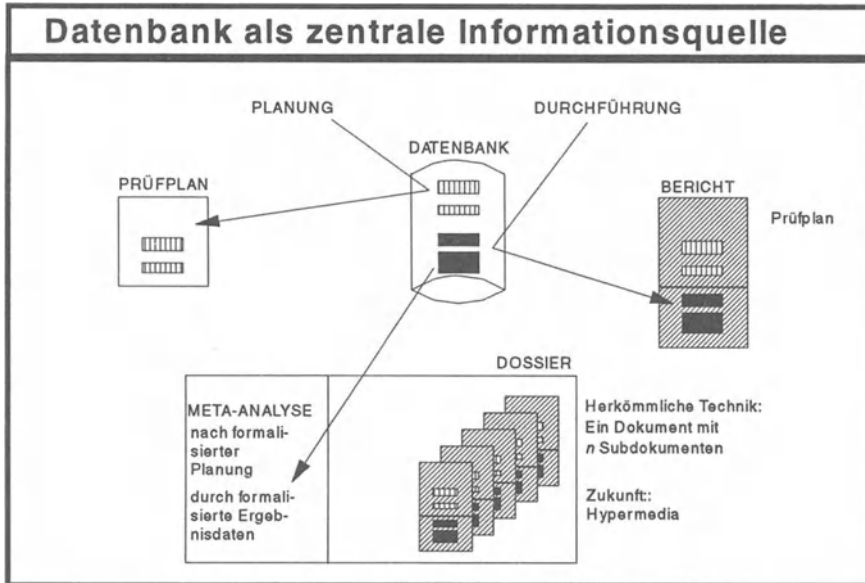 Datenbank als zentrale Informationsquelle
PLANUNG
DURCHFÜHRUNG
DATENBANK
PRÜFPLAN
BERICHT
Prüfplan
DOSSIER
META-ANALYSE
nach formali-
sierter
Planung
durch formali-
sierte Ergeb-
nisdaten
Herkömmliche Technik:
Ein Dokument mit
n Subdokumenten
Zukunft::
Hypermedia